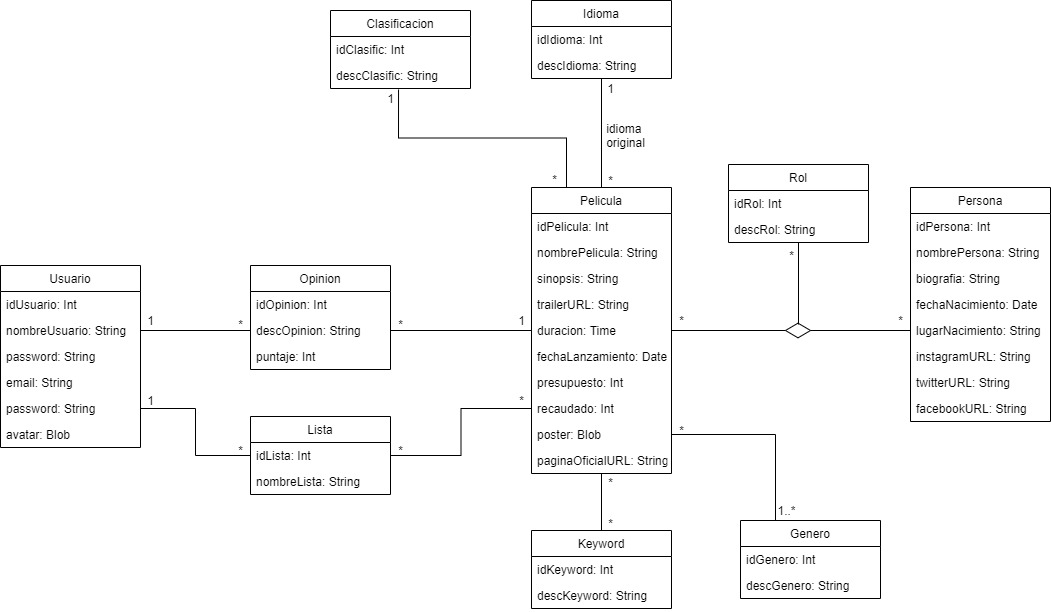 Clasificacion
idClasific: Int
descClasific: String
1
*
Idioma
idIdioma: Int
descIdioma: String
1
idioma
original
*
Pelicula
idPelicula: Int
nombrePelicula: String
sinopsis: String
trailerURL: String
duracion: Time
fechaLanzamiento: Date
presupuesto: Int
recaudado: Int
poster: Blob
paginaOficialURL: String
Rol
idRol: Int
descRol: String
*
*
*
Persona
idPersona: Int
nombrePersona: String
biografia: String
fechaNacimiento: Date
lugarNacimiento: String
instagramURL: String
twitterURL: String
facebookURL: String
Usuario
idUsuario: Int
nombreUsuario: String
password: String
email: String
password: String
avatar: Blob
1
*
Opinion
idOpinion: Int
descOpinion: String
puntaje: Int
*
1
1
*
Lista
idLista: Int
nombreLista: String
*
*
*
*
Keyword
idKeyword: Int
descKeyword: String
*
1..*
Genero
idGenero: Int
descGenero: String